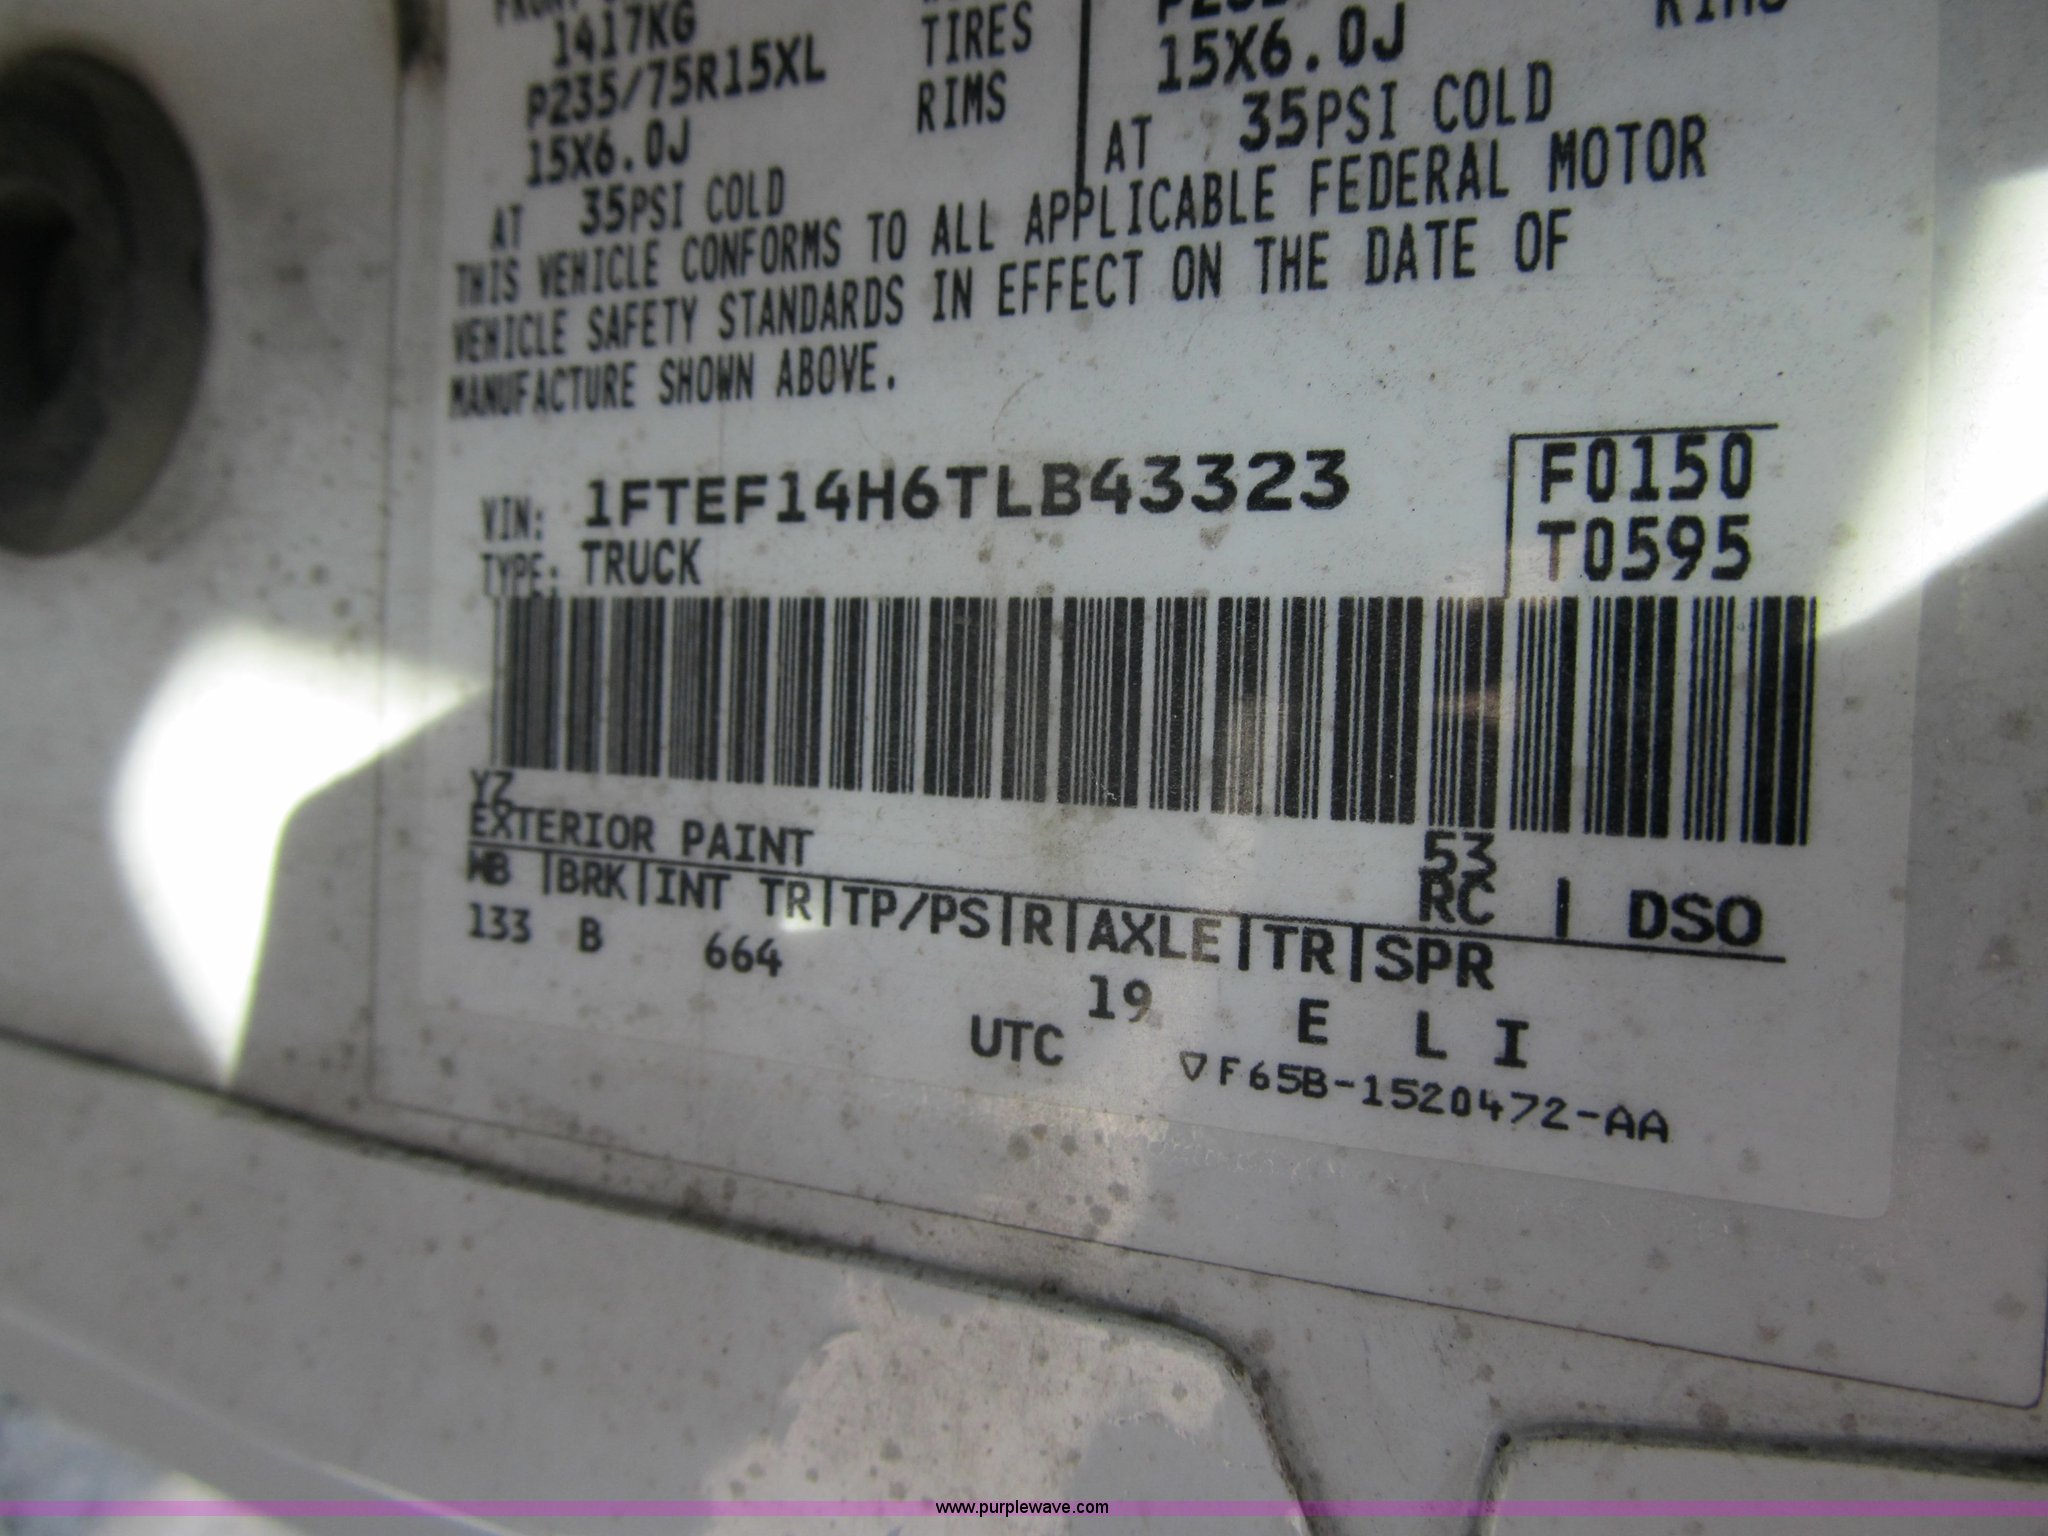 1417KG
P235/75R15XL TIRES
15X6.0J RIMS
AT 35PSI COLD
15X6.0J RIMS
AT 35PSI COLD
THIS VEHICLE CONFORMS TO ALL APPLICABLE FEDERAL MOTOR
VEHICLE SAFETY STANDARDS IN EFFECT ON THE DATE OF
MANUFACTURE SHOWN ABOVE.
VIN: 1FTEF14H6TLB43323
F0150
TYPE: TRUCK
T0595
YZ
EXTERIOR PAINT
53
RC | DSO
WB |BRK|INT TR|TP/PS|R|AXLE|TR|SPR
133 B 664 19 E L I
UTC
▽F65B-1520472-AA
www.purplewave.com